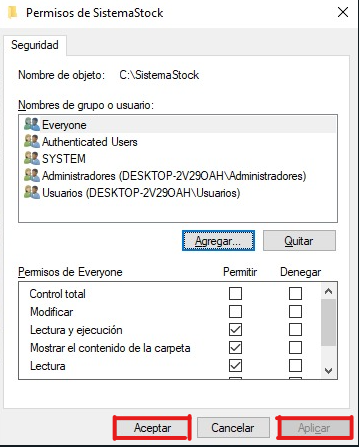 Permisos de SistemaStock
Seguridad
Nombre de objeto: C:\SistemaStock
Nombres de grupo o usuario:
Everyone
Authenticated Users
SYSTEM
Administradores (DESKTOP-2V29OAH\Administradores)
Usuarios (DESKTOP-2V29OAH\Usuarios)
Agregar... Quitar
Permisos de Everyone Permitir Denegar
Control total
Modificar
Lectura y ejecución
Mostrar el contenido de la carpeta
Lectura
Aceptar Cancelar Aplicar